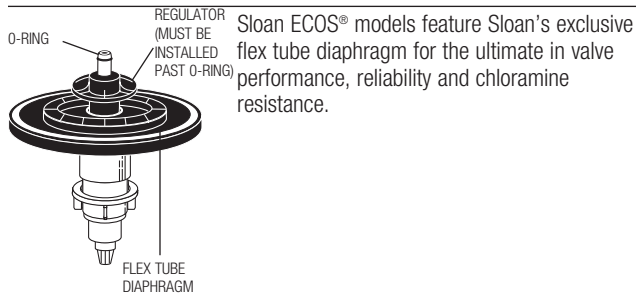 O-RING
REGULATOR
(MUST BE
INSTALLED
PAST O-RING)
Sloan ECOS® models feature Sloan’s exclusive
flex tube diaphragm for the ultimate in valve
performance, reliability and chloramine
resistance.
FLEX TUBE
DIAPHRAGM